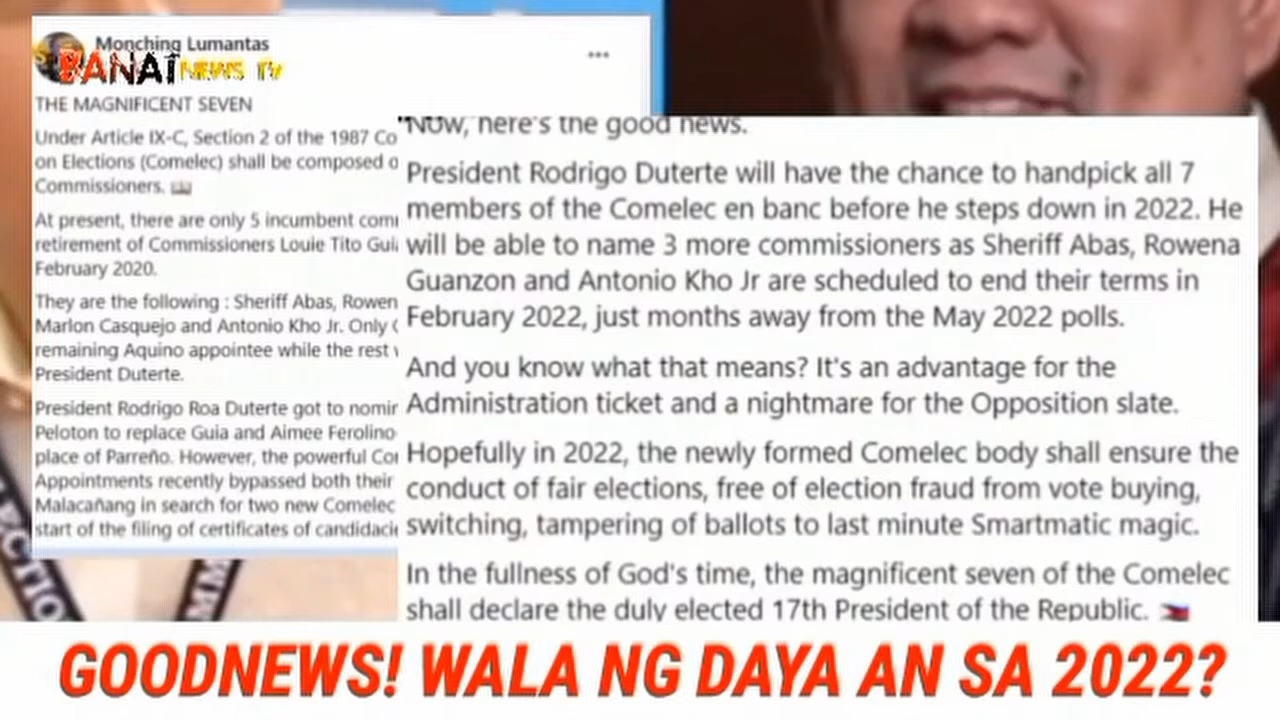 Monching Lumantas
BANAT NEWS TV
THE MAGNIFICENT SEVEN
Under Article IX-C, Section 2 of the 1987 Co
on Elections (Comelec) shall be composed o
Commissioners.
At present, there are only 5 incumbent com
retirement of Commissioners Louie Tito Gui
February 2020.
They are the following : Sheriff Abas, Rowen
Marlon Casquejo and Antonio Kho Jr. Only
remaining Aquino appointee while the rest
President Duterte.
President Rodrigo Roa Duterte got to nomin
Peloton to replace Guia and Aimee Ferolino
place of Parreño. However, the powerful Co
Appointments recently bypassed both their
Malacañang in search for two new Comelec
start of the filing of certificates of candidaci
"Now, here's the good news.
President Rodrigo Duterte will have the chance to handpick all 7
members of the Comelec en banc before he steps down in 2022. He
will be able to name 3 more commissioners as Sheriff Abas, Rowena
Guanzon and Antonio Kho Jr are scheduled to end their terms in
February 2022, just months away from the May 2022 polls.
And you know what that means? It's an advantage for the
Administration ticket and a nightmare for the Opposition slate.
Hopefully in 2022, the newly formed Comelec body shall ensure the
conduct of fair elections, free of election fraud from vote buying,
switching, tampering of ballots to last minute Smartmatic magic.
In the fullness of God's time, the magnificent seven of the Comelec
shall declare the duly elected 17th President of the Republic.
GOODNEWS! WALA NG DAYA AN SA 2022?